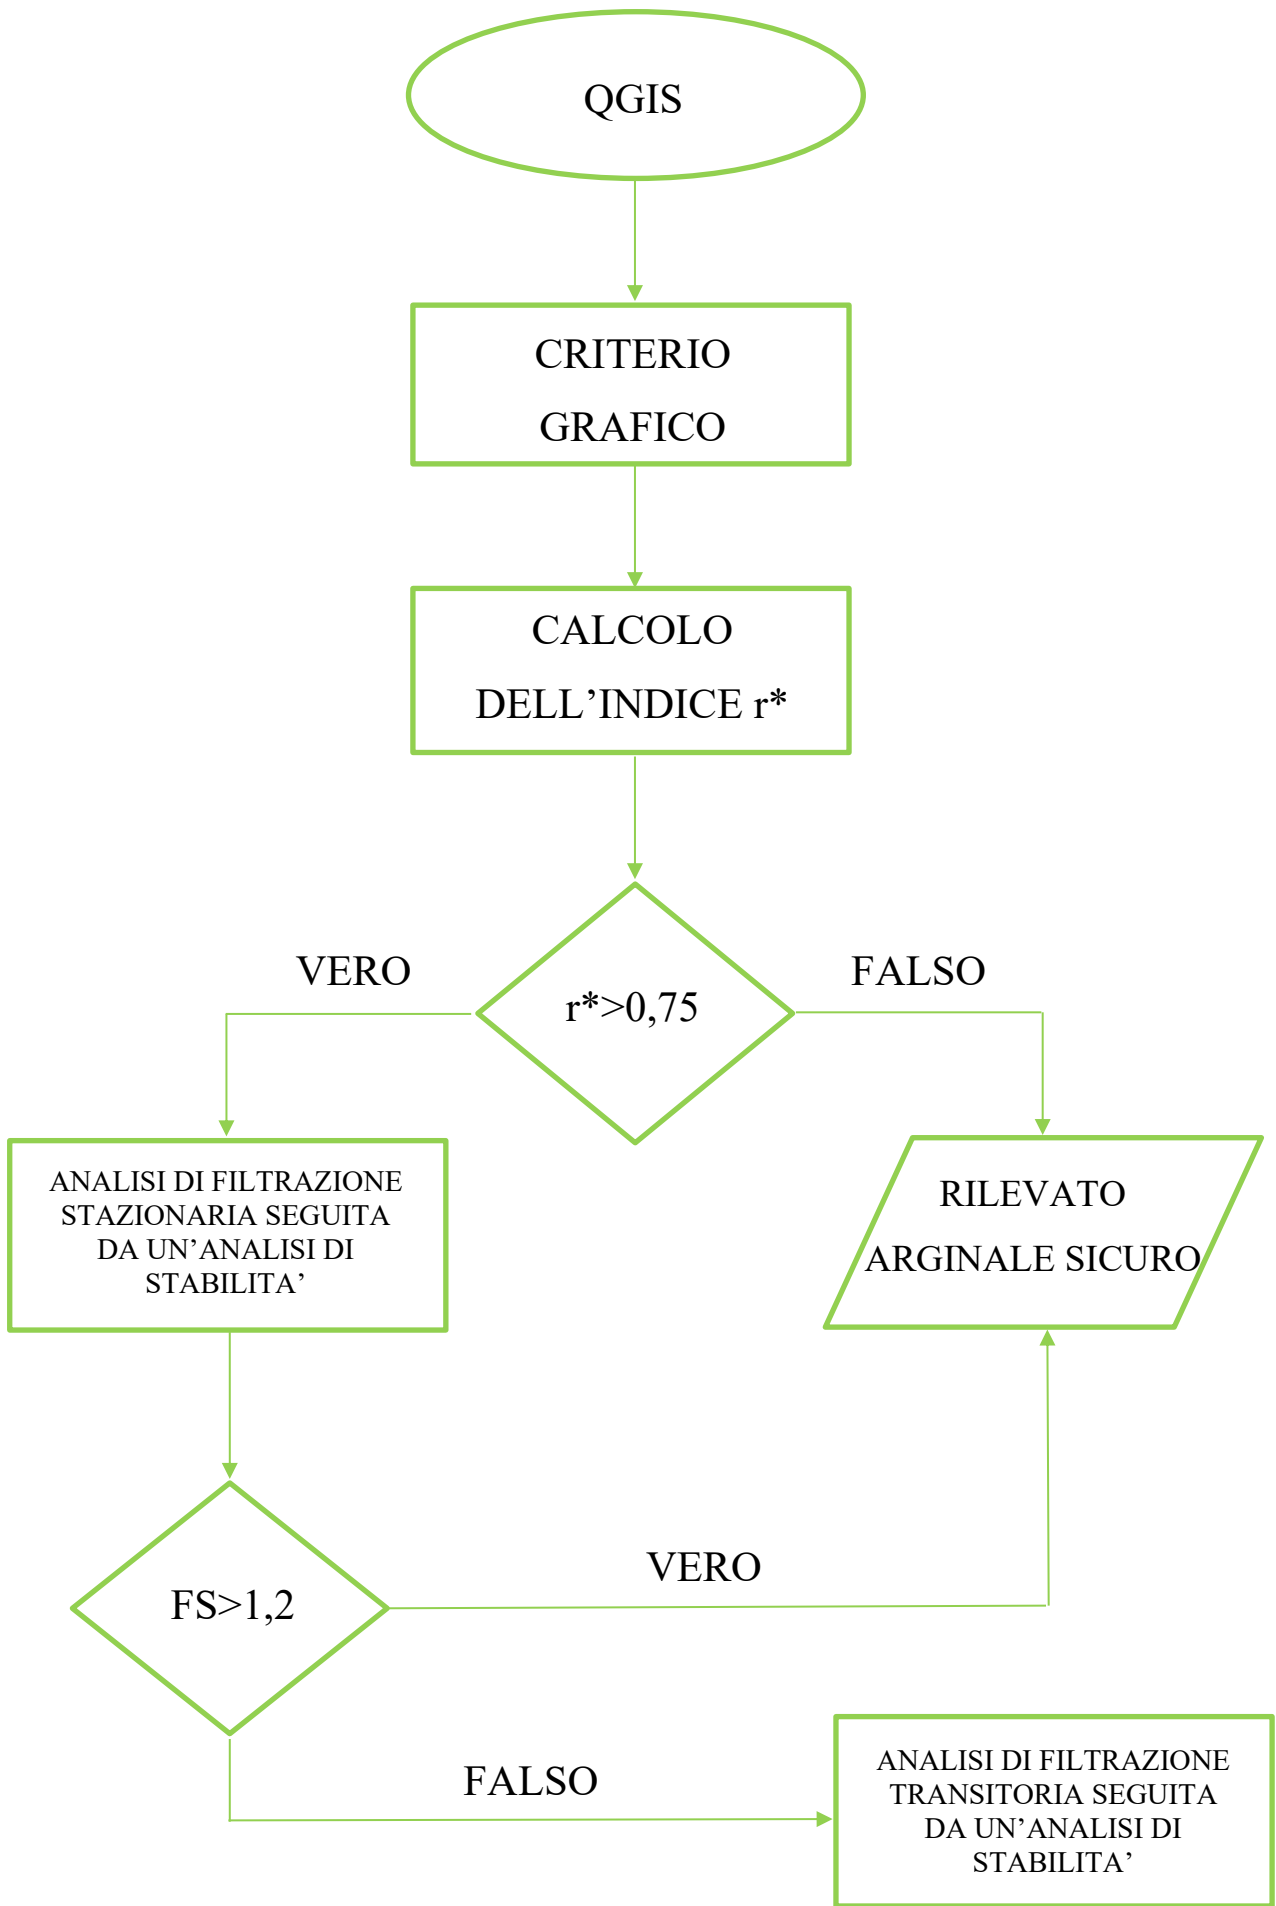 QGIS
CRITERIO
GRAFICO
CALCOLO
DELL’INDICE r*
VERO
FALSO
r*>0,75
ANALISI DI FILTRAZIONE
STAZIONARIA SEGUITA
DA UN’ANALISI DI
STABILITA’
RILEVATO
ARGINALE SICURO
VERO
FS>1,2
FALSO
ANALISI DI FILTRAZIONE
TRANSITORIA SEGUITA
DA UN’ANALISI DI
STABILITA’